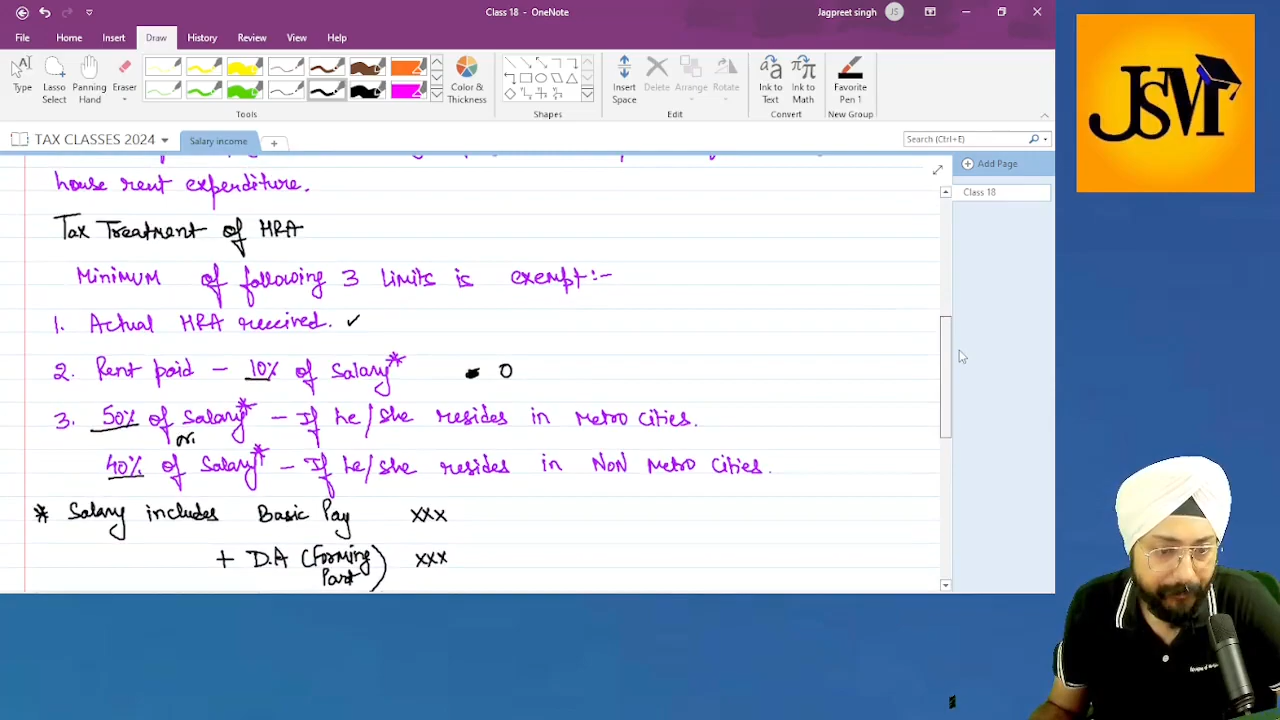 Class 18 - OneNote
Jagpreet singh
JS
File
Home
Insert
Draw
History
Review
View
Help
Type
Lasso Select
Panning Hand
Eraser
Color & Thickness
Insert Space
Delete
Arrange
Rotate
Ink to Text
Ink to Math
Favorite Pen 1
Tools
Shapes
Edit
Convert
New Group
TAX CLASSES 2024
Salary income
Search (Ctrl+E)
Add Page
Class 18
house rent expenditure.
Tax Treatment of HRA
Minimum of following 3 limits is exempt:-
1. Actual HRA received. ✓
2. Rent paid - 10% of Salary* - 0
3. 50% of Salary* - If he/she resides in Metro Cities.
or
40% of Salary* - If he/she resides in NON Metro Cities.
* Salary includes Basic Pay xxx
+ D.A (Forming Part) xxx
JSM